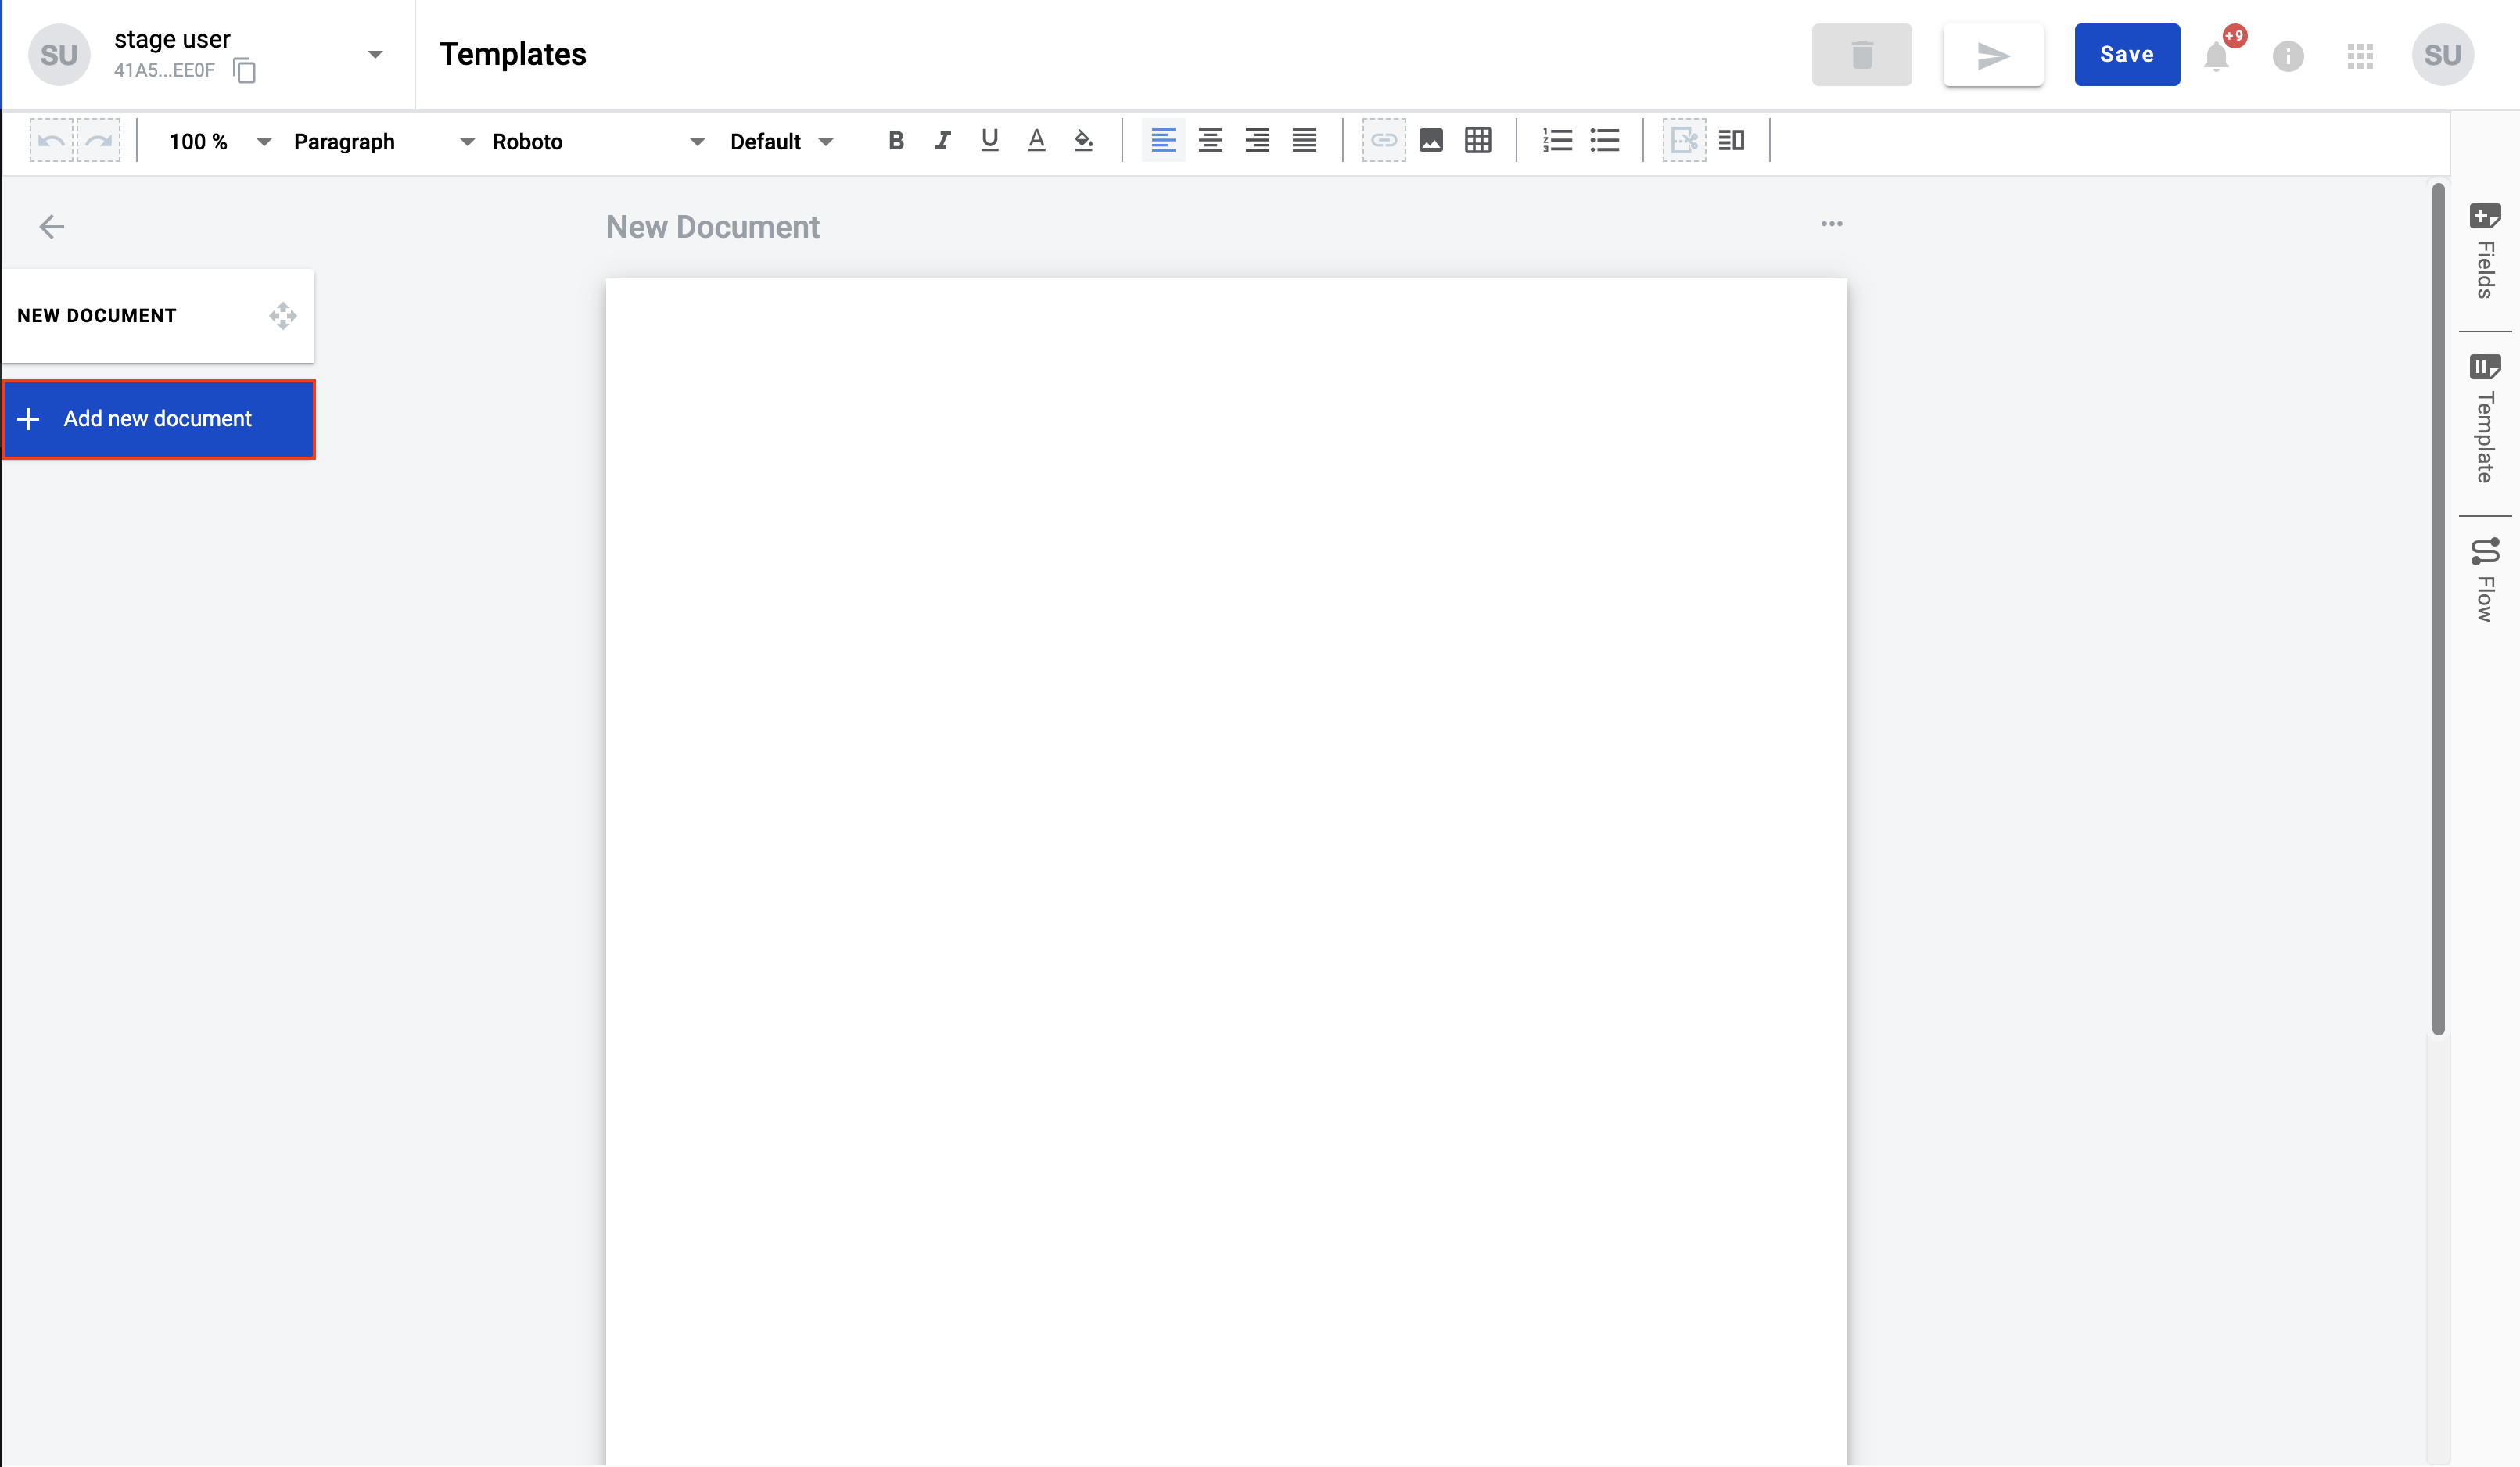 SU
stage user
41A5...EE0F
Templates
Save
+9
SU
100 %
Paragraph
Roboto
Default
B
I
U
A
New Document
NEW DOCUMENT
Add new document
Fields
Template
Flow